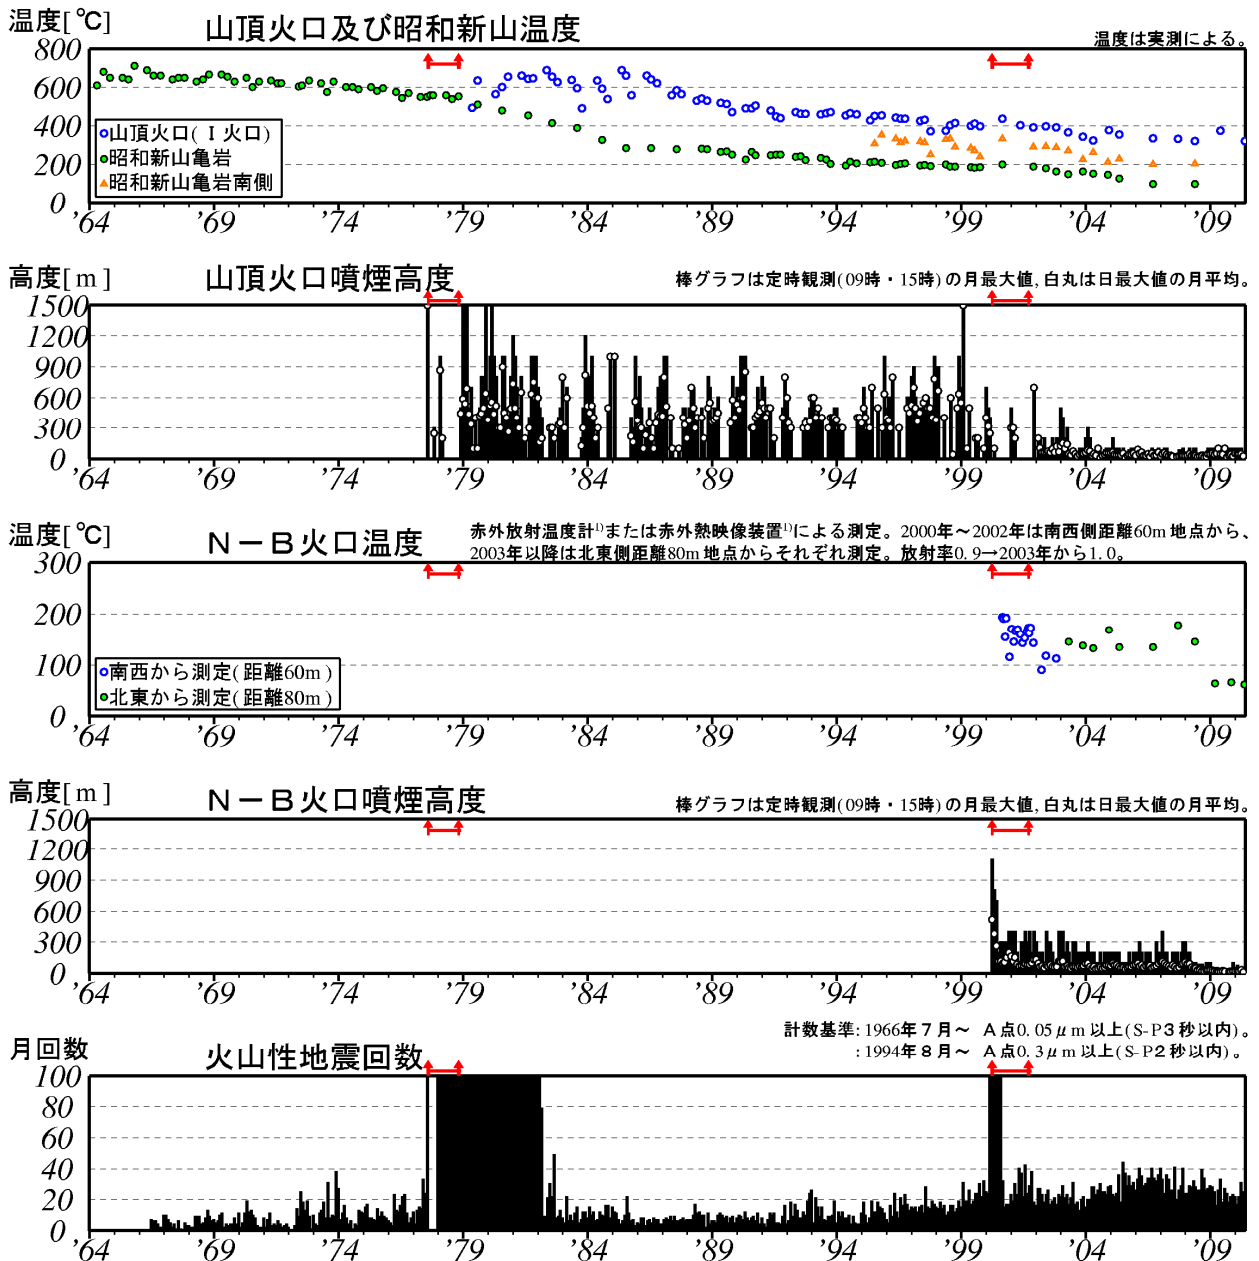 温度[℃] 山頂火口及び昭和新山温度 温度は実測による。
800
600
400
200
0
山頂火口(Ⅰ火口)
昭和新山亀岩
昭和新山亀岩南側
'64 '69 '74 '79 '84 '89 '94 '99 '04 '09
高度[m] 山頂火口噴煙高度 棒グラフは定時観測(09時・15時)の月最大値,白丸は日最大値の月平均。
1500
1200
900
600
300
0
'64 '69 '74 '79 '84 '89 '94 '99 '04 '09
温度[℃] N－B火口温度 赤外放射温度計1)または赤外熱映像装置1)による測定。2000年～2002年は南西側距離60m地点から、
2003年以降は北東側距離80m地点からそれぞれ測定。放射率0.9→2003年から1.0。
300
200
100
0
南西から測定(距離60m)
北東から測定(距離80m)
'64 '69 '74 '79 '84 '89 '94 '99 '04 '09
高度[m] N－B火口噴煙高度 棒グラフは定時観測(09時・15時)の月最大値,白丸は日最大値の月平均。
1500
1200
900
600
300
0
'64 '69 '74 '79 '84 '89 '94 '99 '04 '09
月回数 火山性地震回数 計数基準:1966年7月～ A点0.05μm以上(S-P3秒以内)。
:1994年8月～ A点0.3μm以上(S-P2秒以内)。
100
80
60
40
20
0
'64 '69 '74 '79 '84 '89 '94 '99 '04 '09